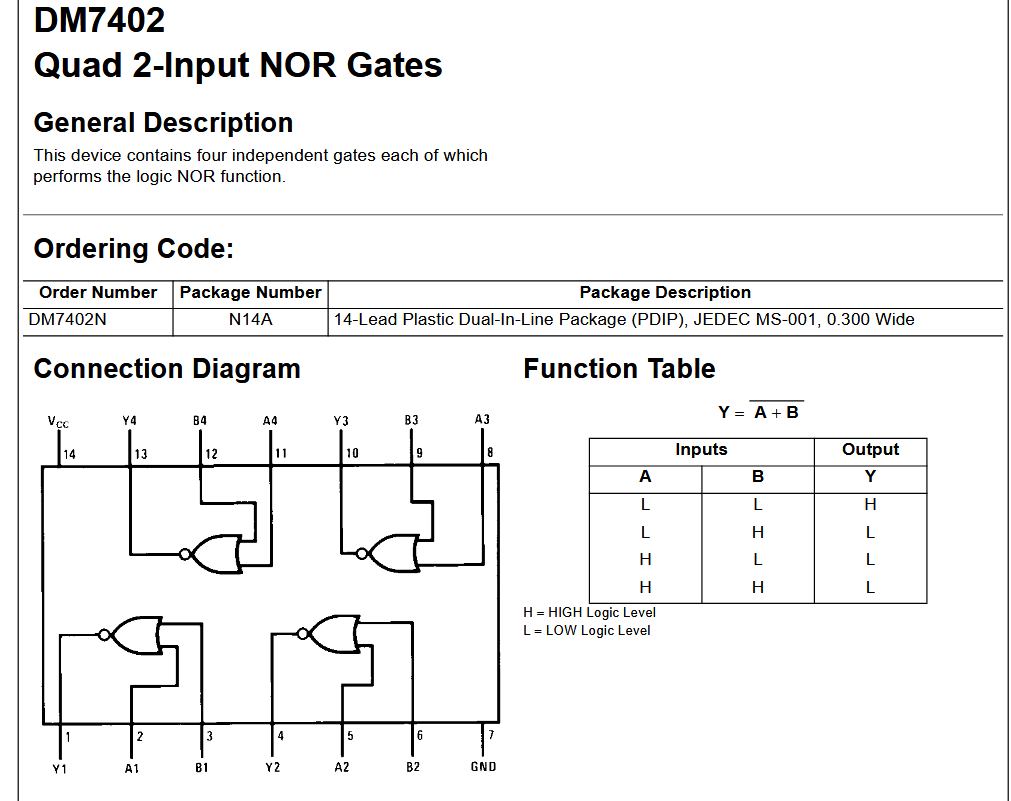 DM7402
Quad 2-Input NOR Gates
General Description
This device contains four independent gates each of which
performs the logic NOR function.
Ordering Code:
Order Number Package Number Package Description
DM7402N N14A 14-Lead Plastic Dual-In-Line Package (PDIP), JEDEC MS-001, 0.300 Wide
Connection Diagram
VCC Y4 B4 A4 Y3 B3 A3
14 13 12 11 10 9 8
1 2 3 4 5 6 7
Y1 A1 B1 Y2 A2 B2 GND
Function Table
Y = A + B
Inputs Output
A B Y
L L H
L H L
H L L
H H L
H = HIGH Logic Level
L = LOW Logic Level